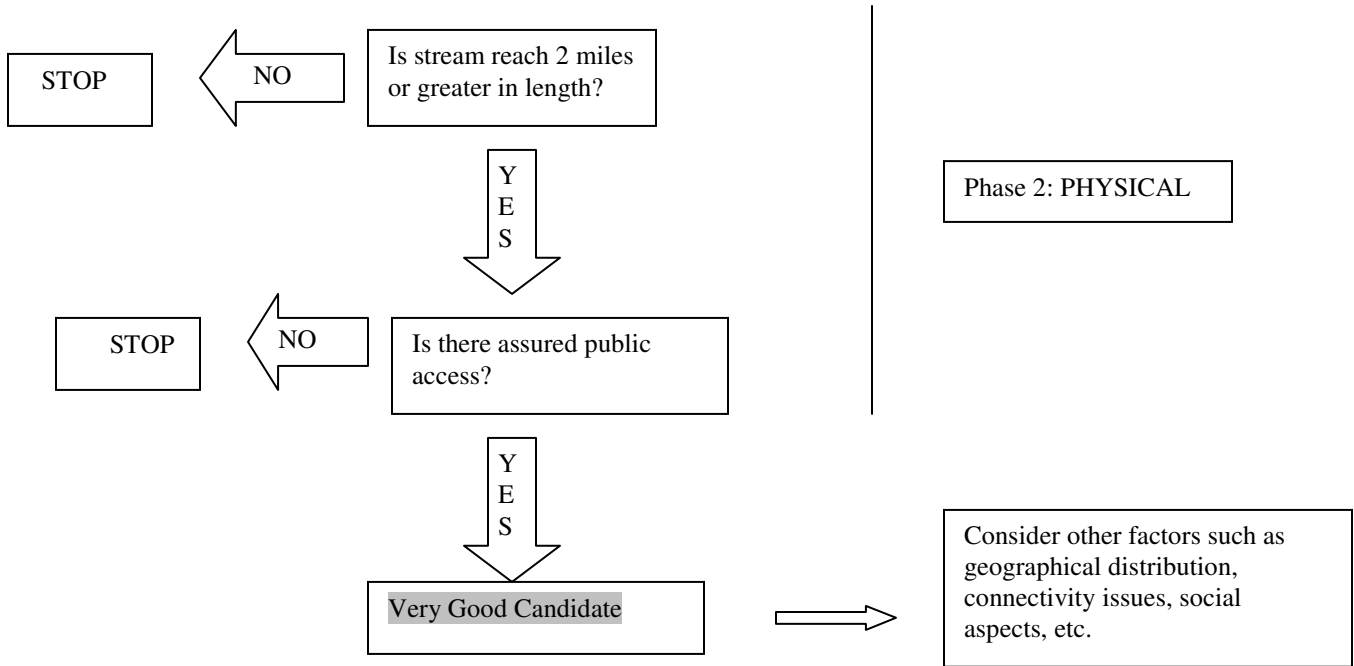 Is stream reach 2 miles
or greater in length?
NO
STOP
Y
E
S
Phase 2: PHYSICAL
Is there assured public
access?
NO
STOP
Y
E
S
Very Good Candidate
Consider other factors such as
geographical distribution,
connectivity issues, social
aspects, etc.